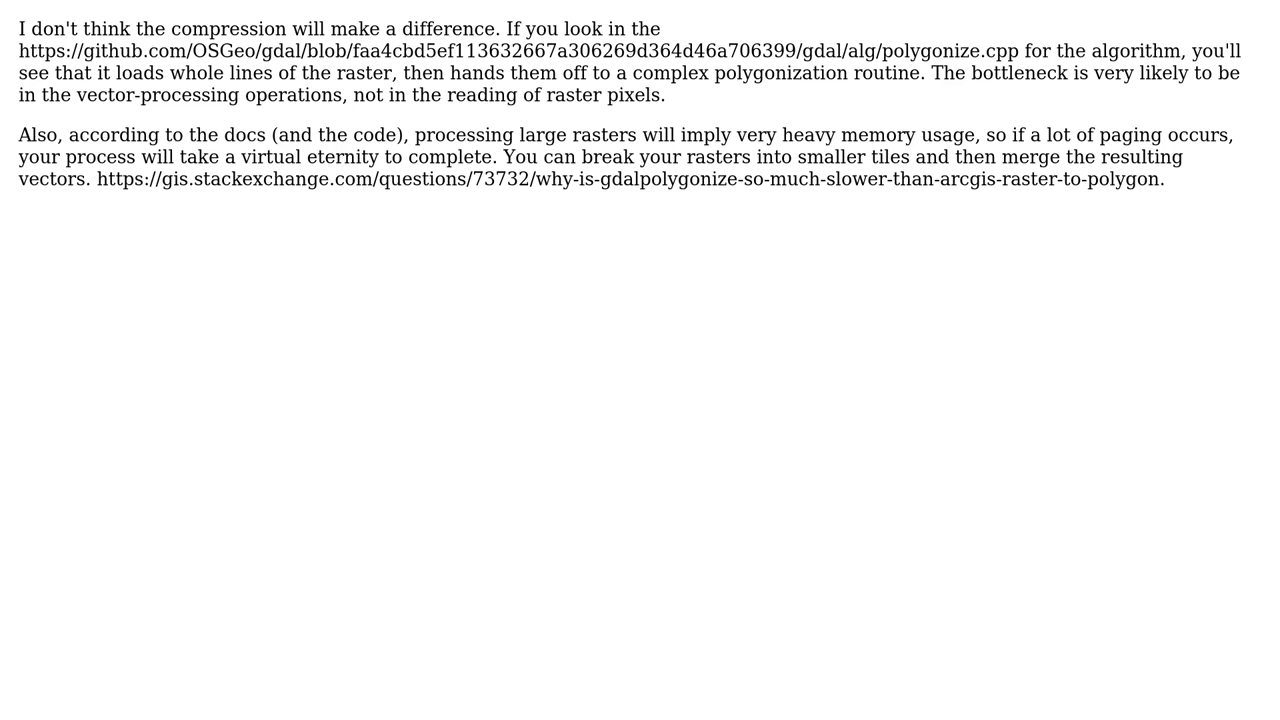 I don't think the compression will make a difference. If you look in the
https://github.com/OSGeo/gdal/blob/faa4cbd5ef113632667a306269d364d46a706399/gdal/alg/polygonize.cpp for the algorithm, you'll
see that it loads whole lines of the raster, then hands them off to a complex polygonization routine. The bottleneck is very likely to be
in the vector-processing operations, not in the reading of raster pixels.
Also, according to the docs (and the code), processing large rasters will imply very heavy memory usage, so if a lot of paging occurs,
your process will take a virtual eternity to complete. You can break your rasters into smaller tiles and then merge the resulting
vectors. https://gis.stackexchange.com/questions/73732/why-is-gdalpolygonize-so-much-slower-than-arcgis-raster-to-polygon.